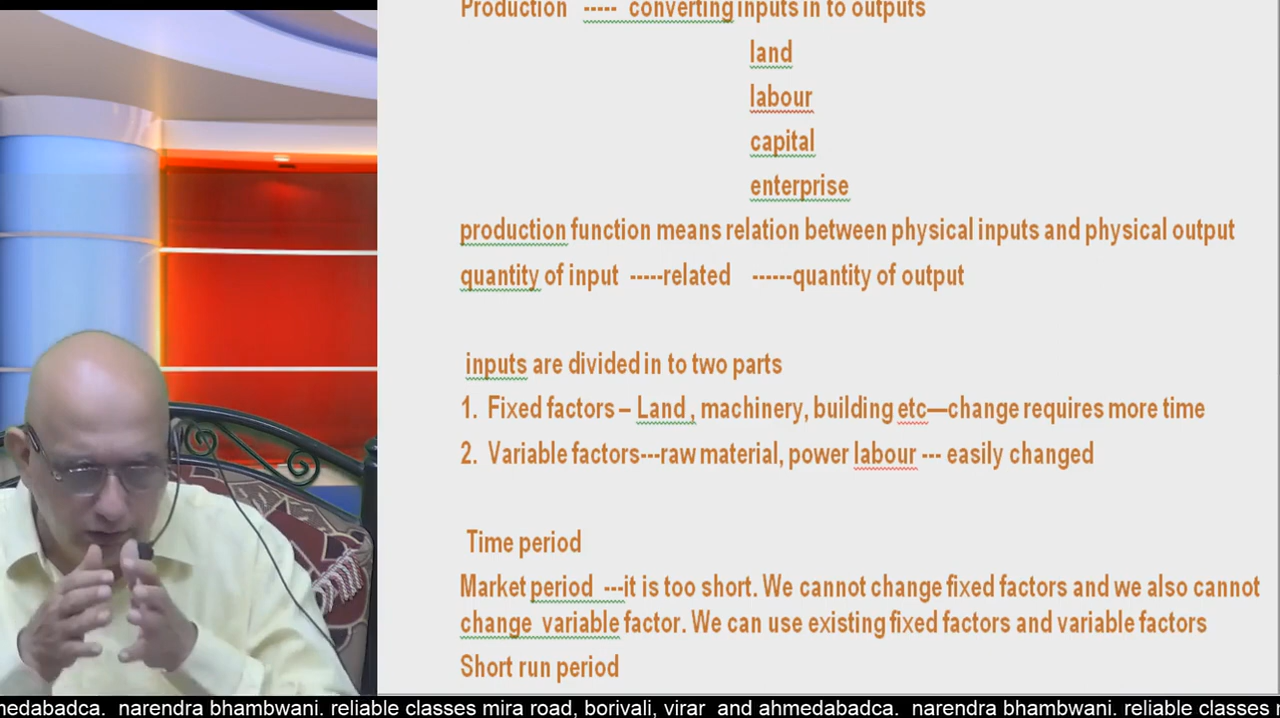 Production ----- converting inputs in to outputs
land
labour
capital
enterprise
production function means relation between physical inputs and physical output
quantity of input -----related ------quantity of output
inputs are divided in to two parts
1. Fixed factors – Land , machinery, building etc—change requires more time
2. Variable factors---raw material, power labour --- easily changed
Time period
Market period ---it is too short. We cannot change fixed factors and we also cannot
change variable factor. We can use existing fixed factors and variable factors
Short run period
medabadca. narendra bhambwani. reliable classes mira road, borivali, virar and ahmedabadca. narendra bhambwani. reliable classes